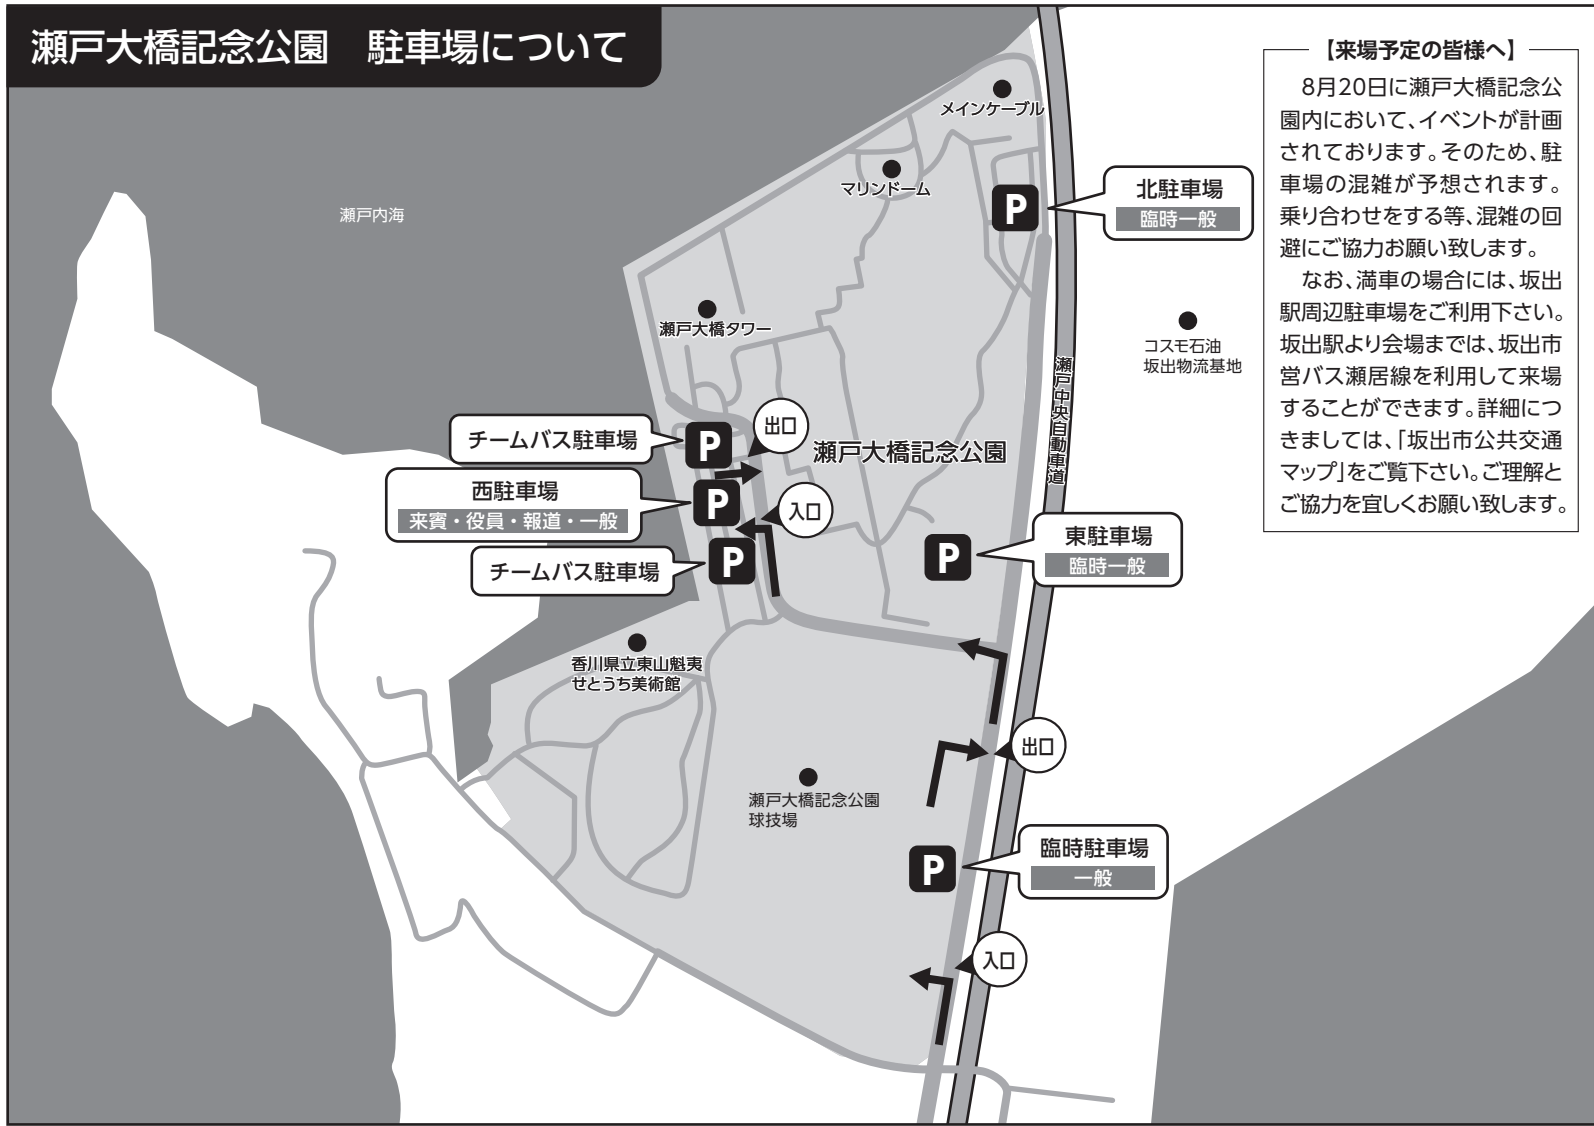 瀬戸大橋記念公園　駐車場について
【来場予定の皆様へ】
　8月20日に瀬戸大橋記念公
園内において、イベントが計画
されております。そのため、駐
車場の混雑が予想されます。
乗り合わせをする等、混雑の回
避にご協力お願い致します。
　なお、満車の場合には、坂出
駅周辺駐車場をご利用下さい。
坂出駅より会場までは、坂出市
営バス瀬居線を利用して来場
することができます。詳細につ
きましては、「坂出市公共交通
マップ」をご覧下さい。ご理解と
ご協力を宜しくお願い致します。
メインケーブル
マリンドーム
P
北駐車場
臨時一般
瀬戸内海
瀬戸大橋タワー
コスモ石油
坂出物流基地
瀬戸中央自動車道
チームバス駐車場
P
出口
瀬戸大橋記念公園
西駐車場
来賓・役員・報道・一般
P
入口
チームバス駐車場
P
P
東駐車場
臨時一般
香川県立東山魁夷
せとうち美術館
出口
瀬戸大橋記念公園
球技場
P
臨時駐車場
一般
入口